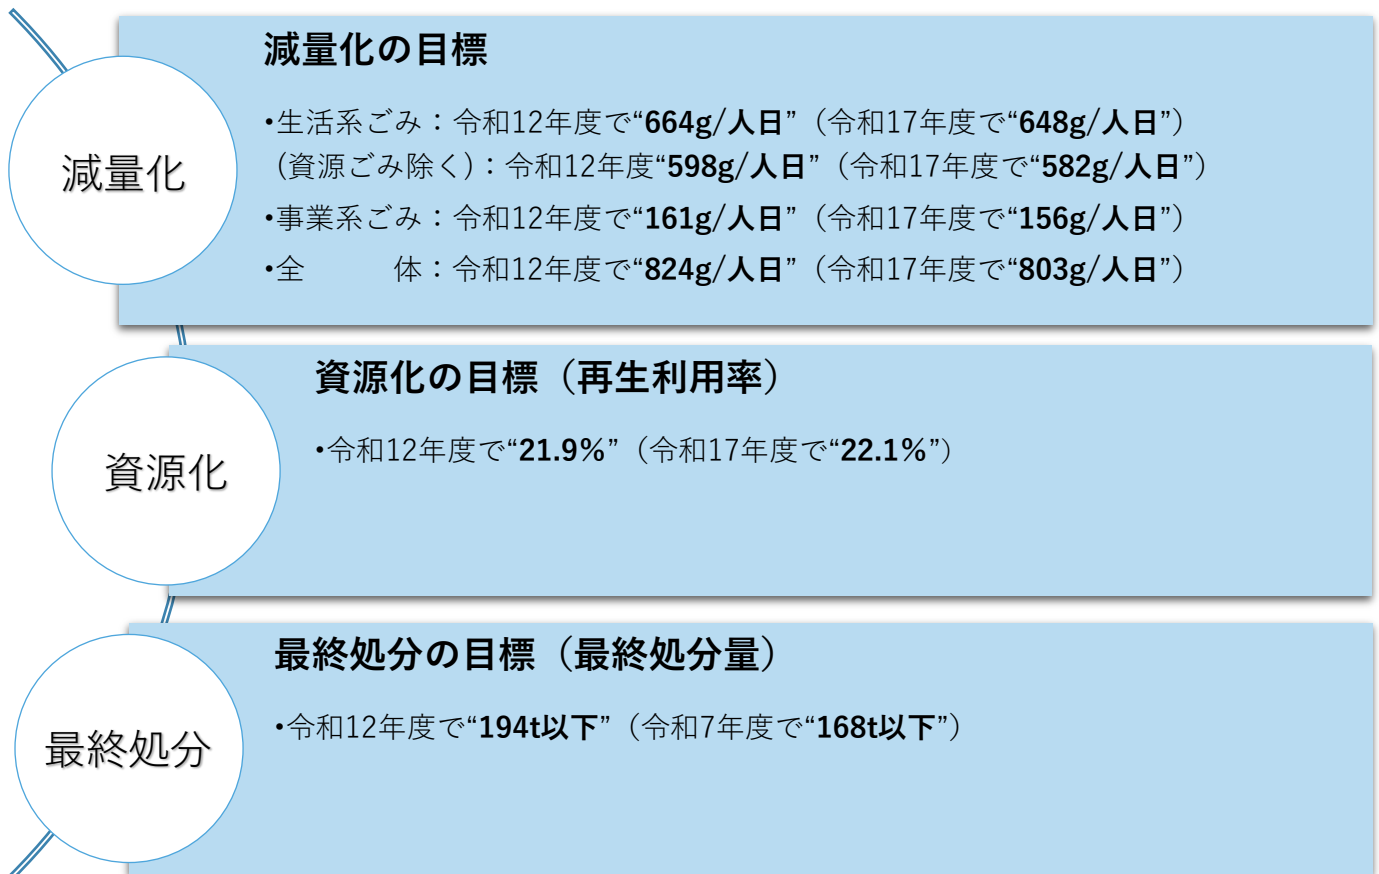 減量化
減量化の目標
•生活系ごみ：令和12年度で“664g/人日”（令和17年度で“648g/人日”）
（資源ごみ除く）：令和12年度“598g/人日”（令和17年度で“582g/人日”）
•事業系ごみ：令和12年度で“161g/人日”（令和17年度で“156g/人日”）
•全　　体：令和12年度で“824g/人日”（令和17年度で“803g/人日”）
資源化
資源化の目標（再生利用率）
•令和12年度で“21.9％”（令和17年度で“22.1％”）
最終処分
最終処分の目標（最終処分量）
•令和12年度で“194t以下”（令和7年度で“168t以下”）